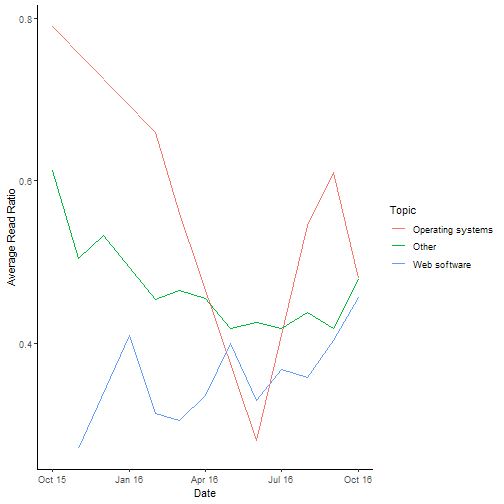 0.8
0.6
0.4
Average Read Ratio
Oct 15
Jan 16
Apr 16
Jul 16
Oct 16
Date
Topic
Operating systems
Other
Web software